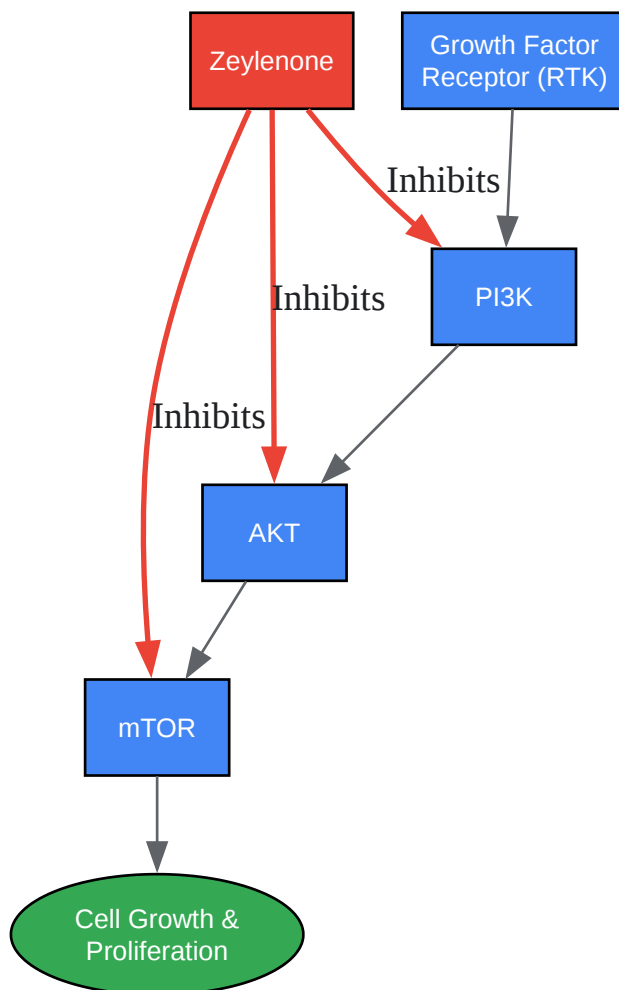 Zeylenone
Growth Factor
Receptor (RTK)
Inhibits
PI3K
Inhibits
Inhibits
AKT
mTOR
Cell Growth &
Proliferation